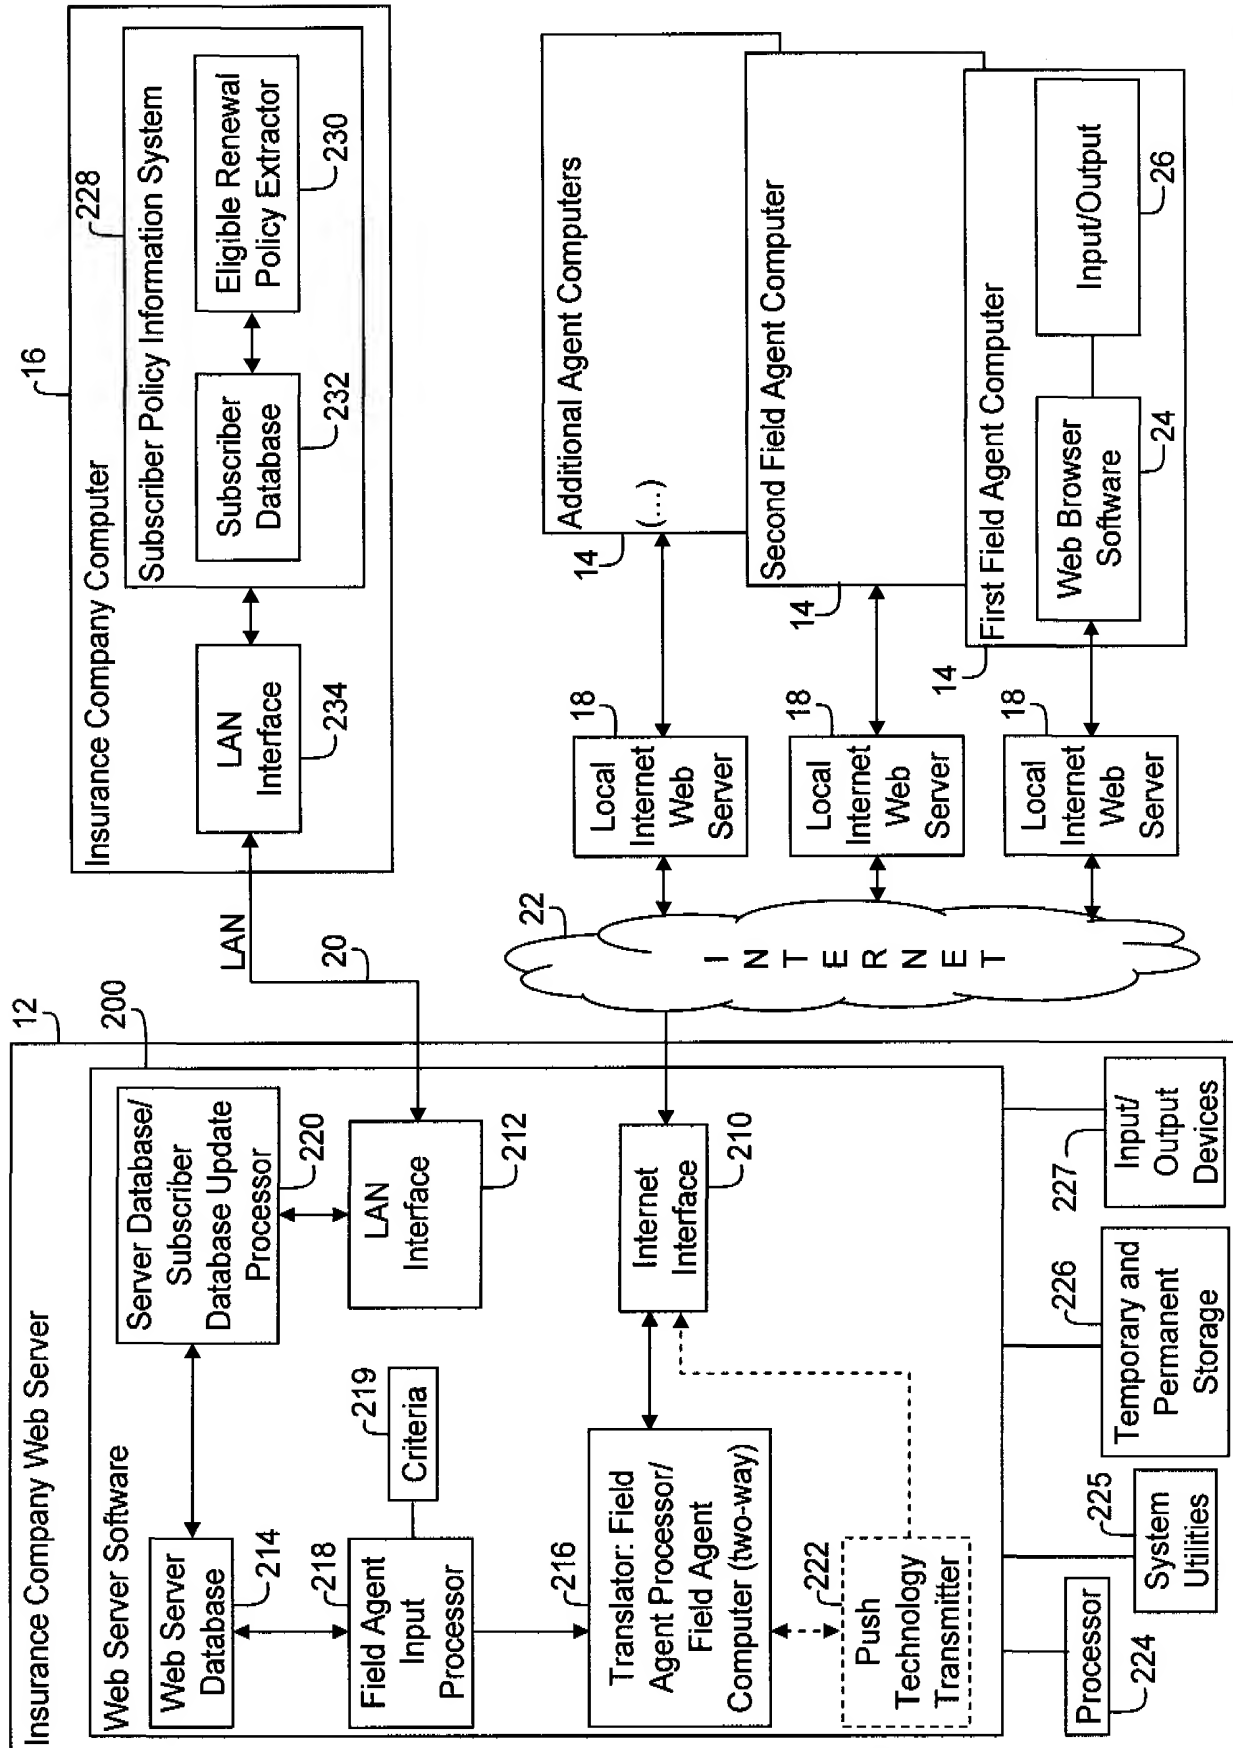 Insurance Company Web Server
12
Web Server Software
200
Web Server
Database
214
Server Database/
Subscriber
Database Update
Processor
220
218
Field Agent
Input
Processor
219
Criteria
LAN
Interface
212
216
Translator: Field
Agent Processor/
Field Agent
Computer (two-way)
Internet
Interface
210
222
Push
Technology
Transmitter
Processor
224
225
System
Utilities
226
Temporary and
Permanent
Storage
227
Input/
Output
Devices
LAN
20
16
Insurance Company Computer
LAN
Interface
234
228
Subscriber Policy Information System
Subscriber
Database
232
Eligible Renewal
Policy Extractor
230
22
INTERNET
18
Local
Internet
Web
Server
18
Local
Internet
Web
Server
18
Local
Internet
Web
Server
14
Additional Agent Computers
(...)
14
Second Field Agent Computer
14
First Field Agent Computer
Web Browser
Software
24
Input/Output
26